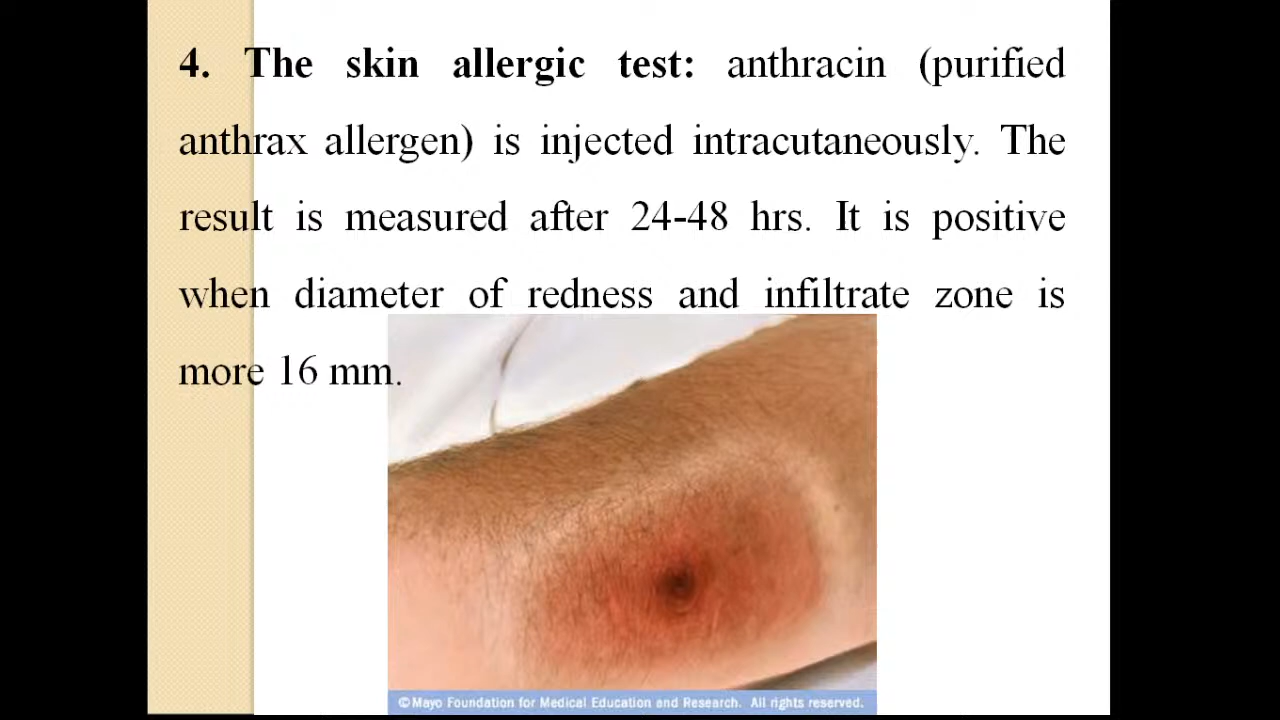 4. The skin allergic test: anthracin (purified
anthrax allergen) is injected intracutaneously. The
result is measured after 24-48 hrs. It is positive
when diameter of redness and infiltrate zone is
more 16 mm.
©Mayo Foundation for Medical Education and Research. All rights reserved.